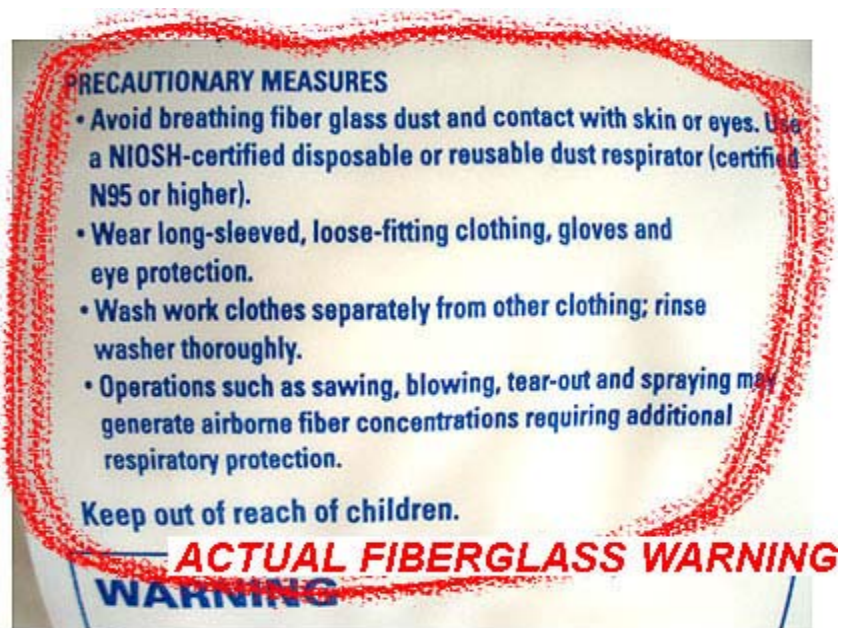 PRECAUTIONARY MEASURES
• Avoid breathing fiber glass dust and contact with skin or eyes. Use
a NIOSH-certified disposable or reusable dust respirator (certified
N95 or higher).
• Wear long-sleeved, loose-fitting clothing, gloves and
eye protection.
• Wash work clothes separately from other clothing; rinse
washer thoroughly.
• Operations such as sawing, blowing, tear-out and spraying may
generate airborne fiber concentrations requiring additional
respiratory protection.
Keep out of reach of children.
ACTUAL FIBERGLASS WARNING
WARNING